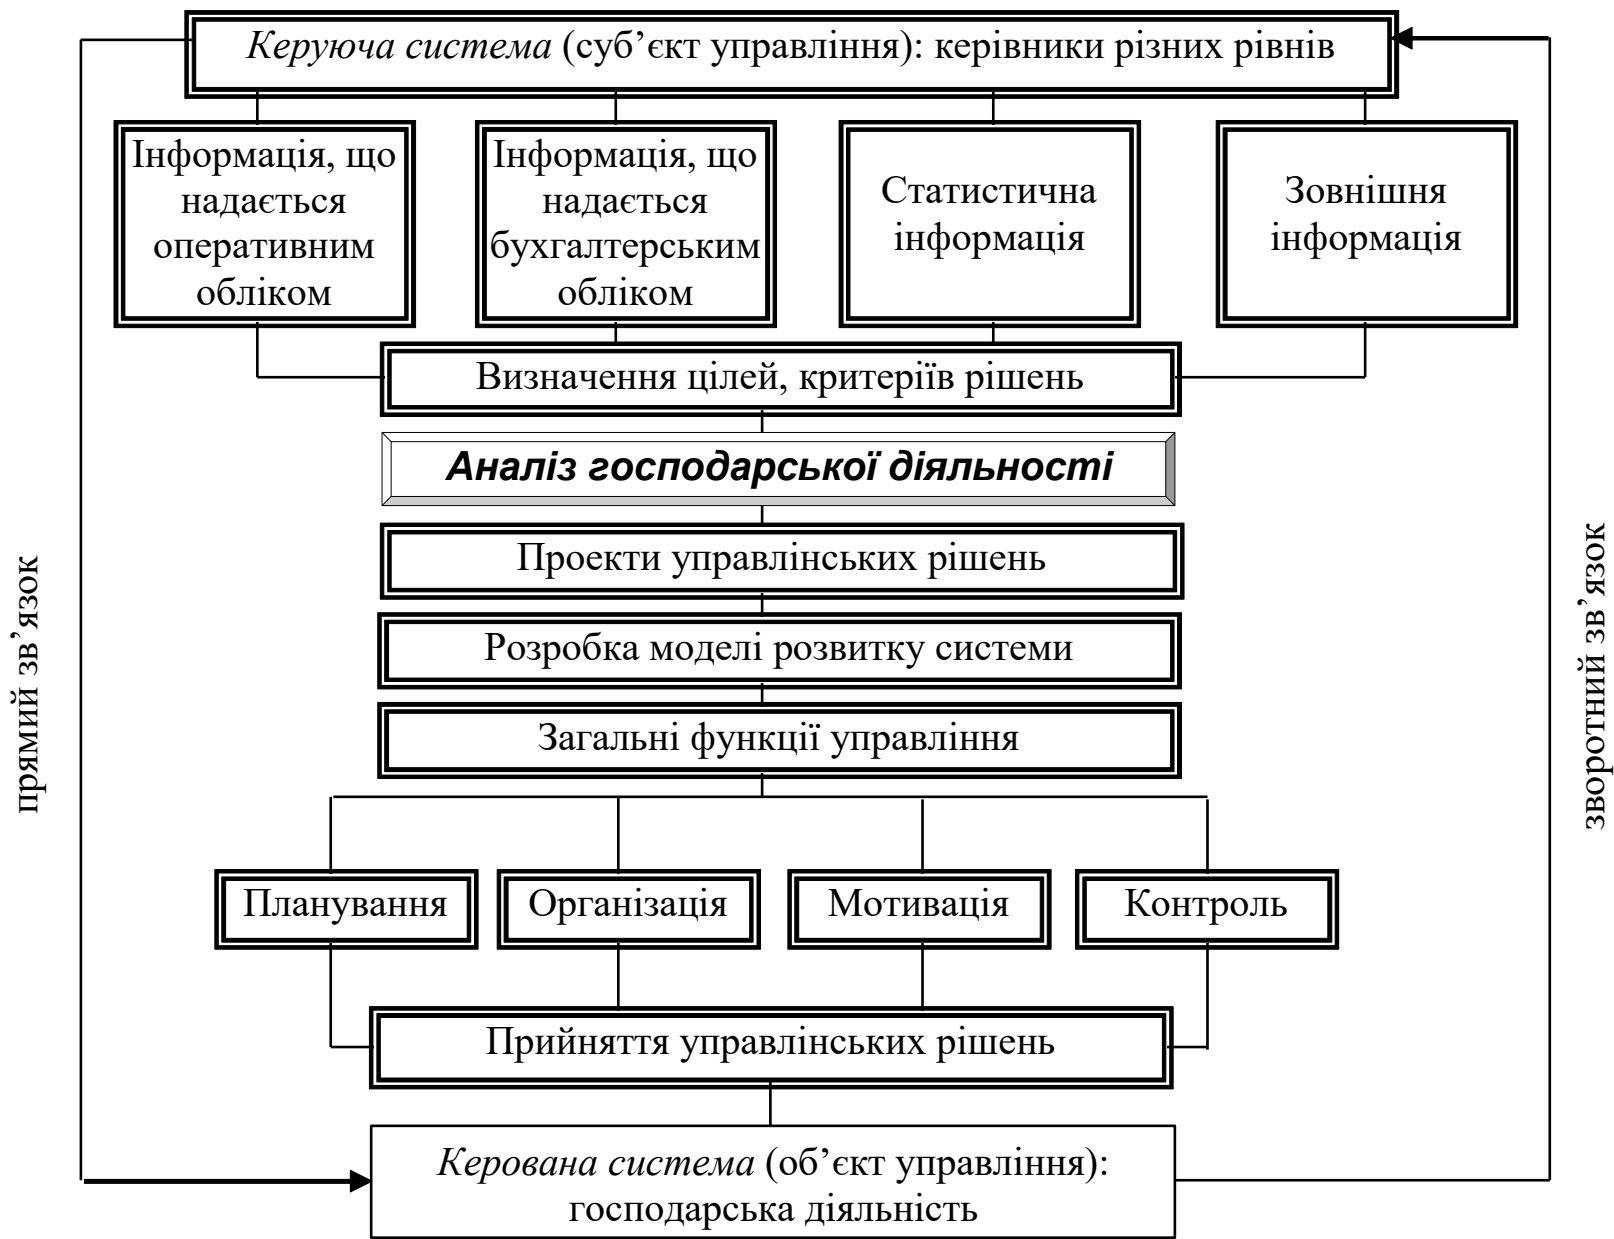 Керуюча система (суб’єкт управління): керівники різних рівнів
Інформація, що
надається
оперативним
обліком
Інформація, що
надається
бухгалтерським
обліком
Статистична
інформація
Зовнішня
інформація
Визначення цілей, критеріїв рішень
Аналіз господарської діяльності
Проекти управлінських рішень
Розробка моделі розвитку системи
Загальні функції управління
прямий зв’язок
зворотний зв’язок
Планування
Організація
Мотивація
Контроль
Прийняття управлінських рішень
Керована система (об’єкт управління):
господарська діяльність